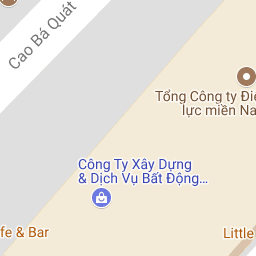 Cao Bá Quát
Tổng Công ty Điệ
lực miền Na
Công Ty Xây Dựng
& Dịch Vụ Bất Động...
fe & Bar
Little